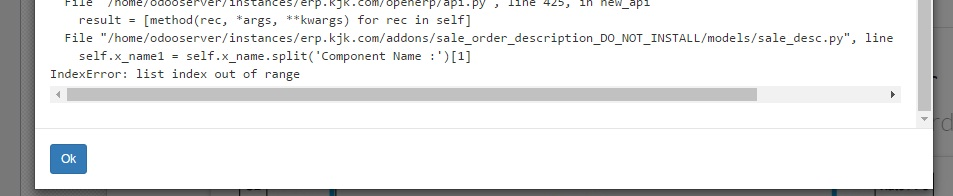 File "/home/odooserver/instances/erp.kjk.com/openerp/api.py", line 425, in new_api
result = [method(rec, *args, **kwargs) for rec in self]
File "/home/odooserver/instances/erp.kjk.com/addons/sale_order_description_DO_NOT_INSTALL/models/sale_desc.py", line
self.x_name1 = self.x_name.split('Component Name :')[1]
IndexError: list index out of range
Ok